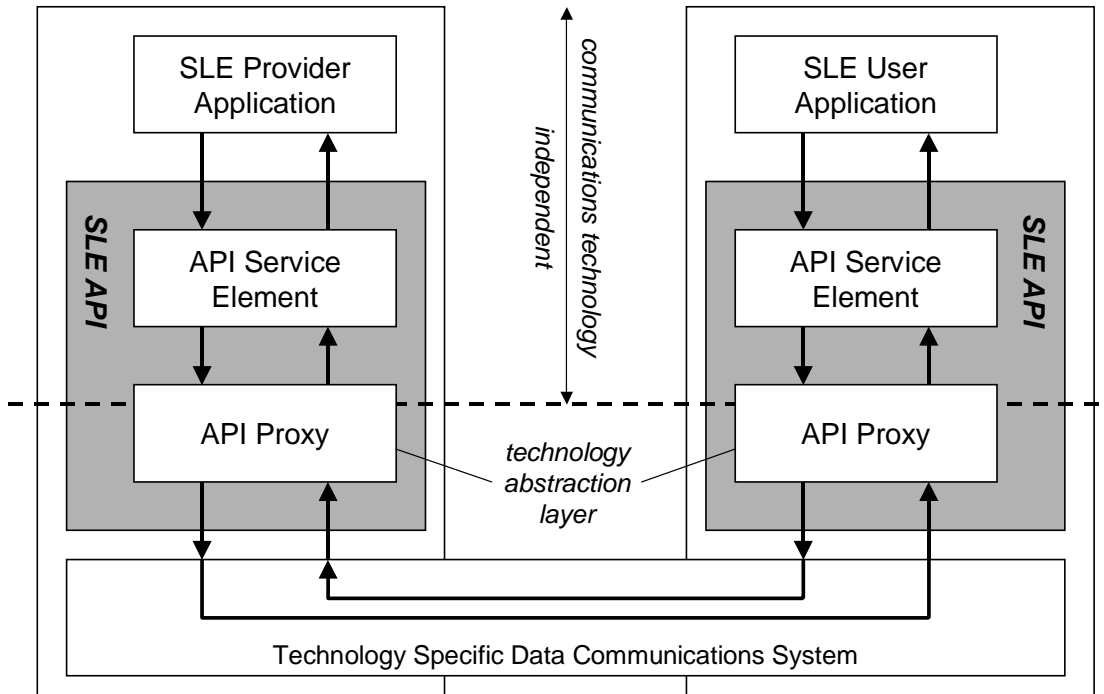 SLE Provider
Application
SLE User
Application
communications technology
independent
SLE API
API Service
Element
API Service
Element
SLE API
API Proxy
technology
abstraction
layer
API Proxy
Technology Specific Data Communications System